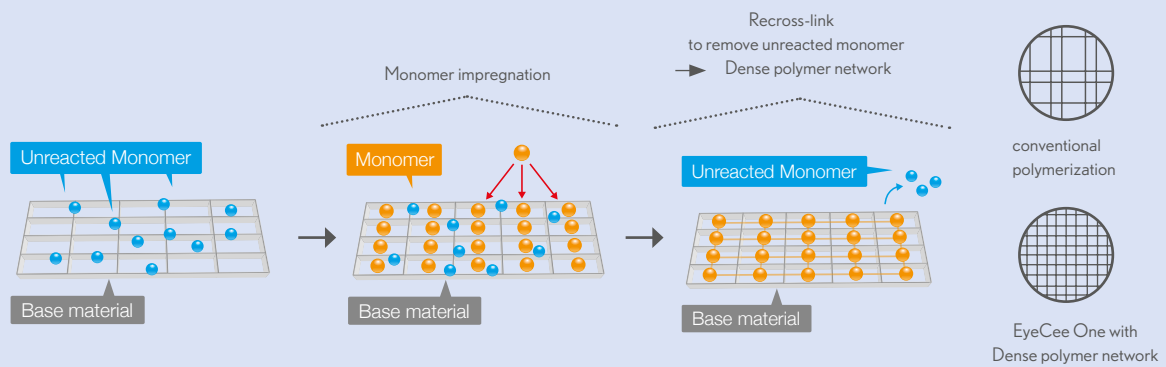 Unreacted Monomer
Base material
Monomer impregnation
Monomer
Base material
Recross-link
to remove unreacted monomer
Dense polymer network
Unreacted Monomer
Base material
conventional
polymerization
EyeCee One with
Dense polymer network